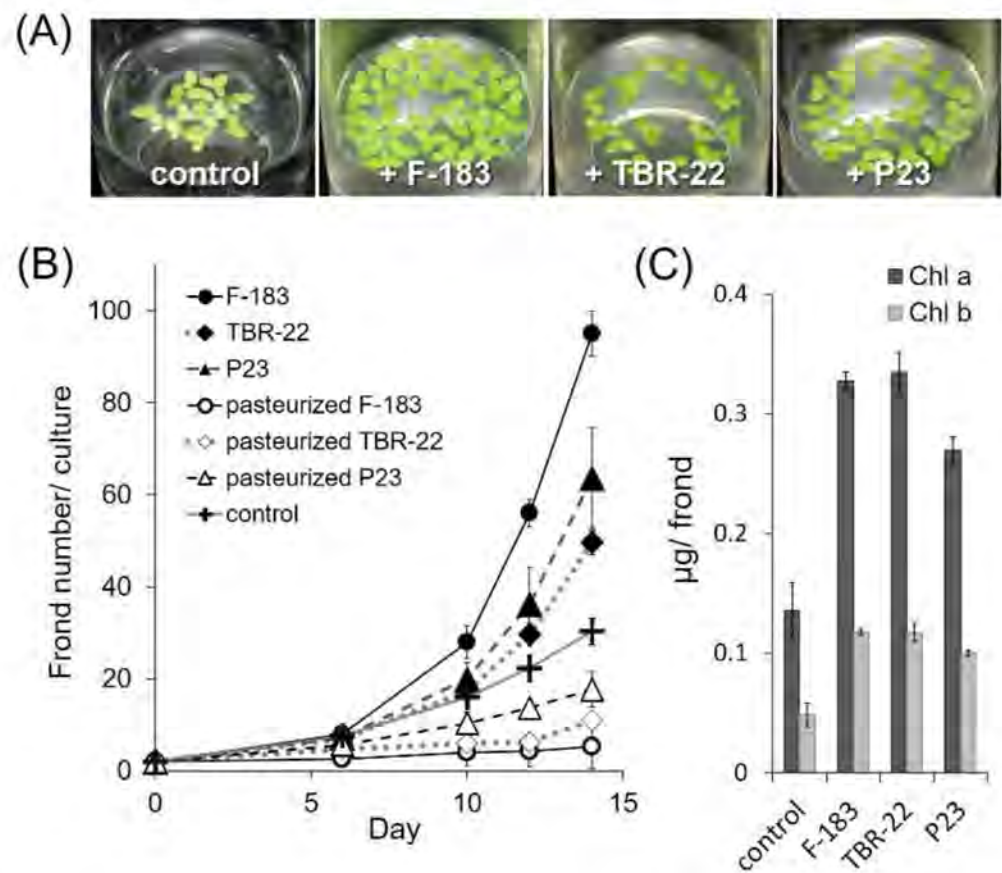 (A)
control
+ F-183
+ TBR-22
+ P23
(B)
Frond number/ culture
100
80
60
40
20
0
F-183
TBR-22
P23
pasteurized F-183
pasteurized TBR-22
pasteurized P23
control
0
5
10
15
Day
(C)
Chl a
Chl b
µg/ frond
0.4
0.3
0.2
0.1
0
control
F-183
TBR-22
P23